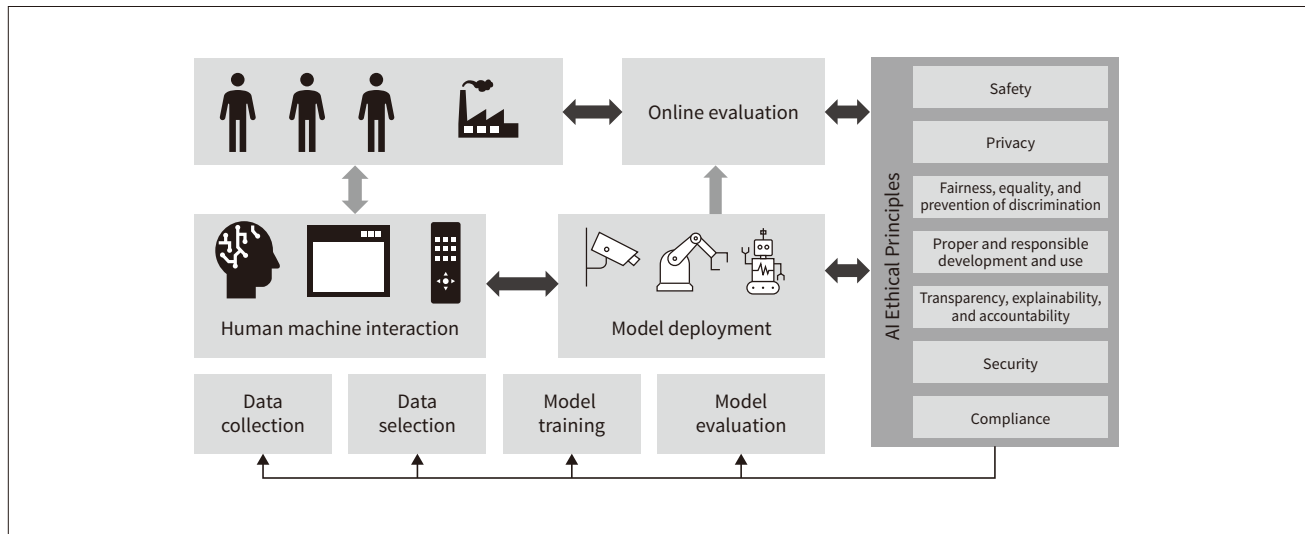 Online evaluation
Human machine interaction
Model deployment
Data
collection
Data
selection
Model
training
Model
evaluation
AI Ethical Principles
Safety
Privacy
Fairness, equality, and
prevention of discrimination
Proper and responsible
development and use
Transparency, explainability,
and accountability
Security
Compliance